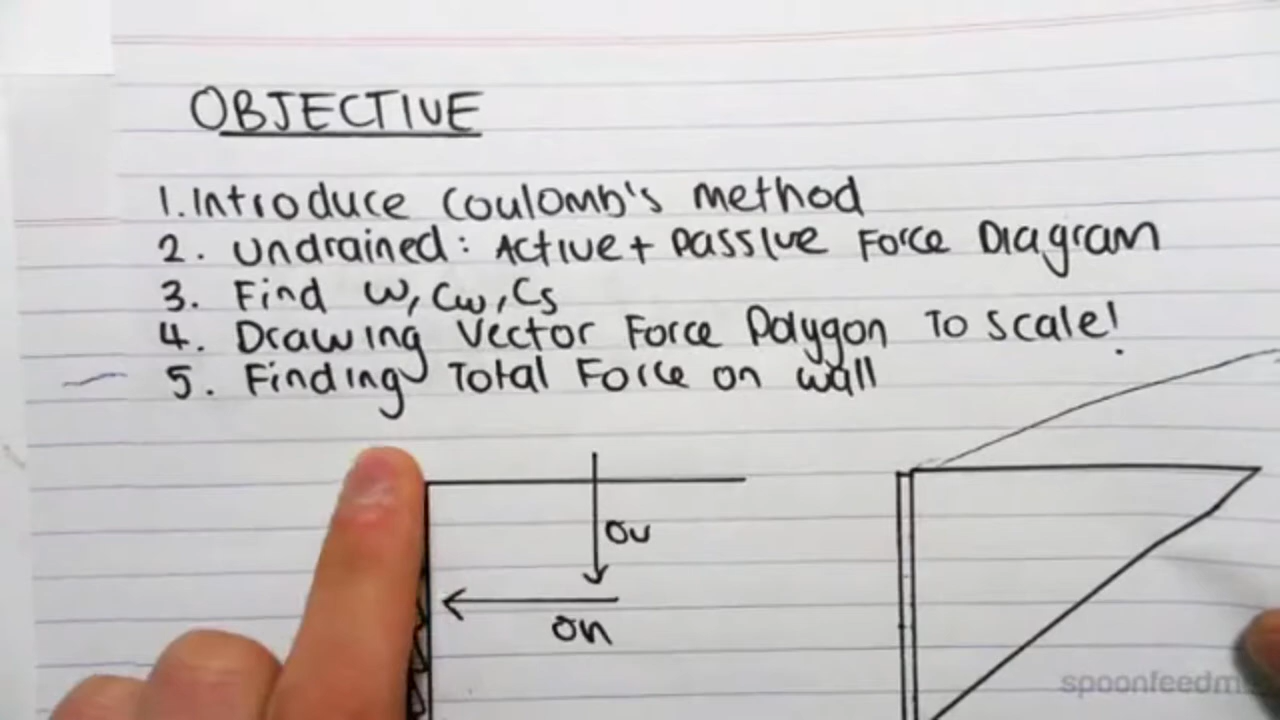 OBJECTIVE
1. Introduce Coulomb's method
2. Undrained: Active + Passive Force Diagram
3. Find W, Cw, Cs
4. Drawing Vector Force Polygon To Scale!
5. Finding Total Force on wall
σv
σh
spoonfeedm